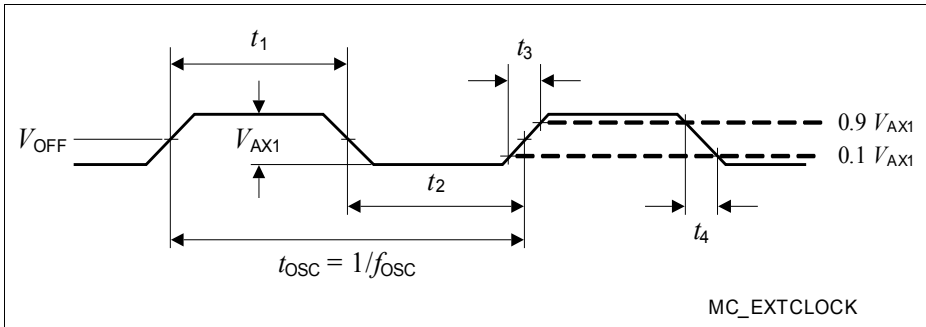 t1
t3
VOFF
VAX1
0.9 VAX1
0.1 VAX1
t2
t4
tOSC = 1/fOSC
MC_EXTCLOCK